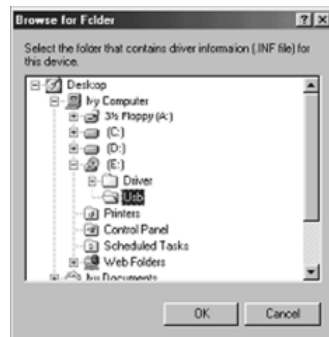 Browse for Folder
Select the folder that contains driver information (.INF file) for
this device.
Desktop
My Computer
3½ Floppy (A:)
(C:)
(D:)
(E:)
Driver
Usb
Printers
Control Panel
Scheduled Tasks
Web Folders
My Documents
OK
Cancel